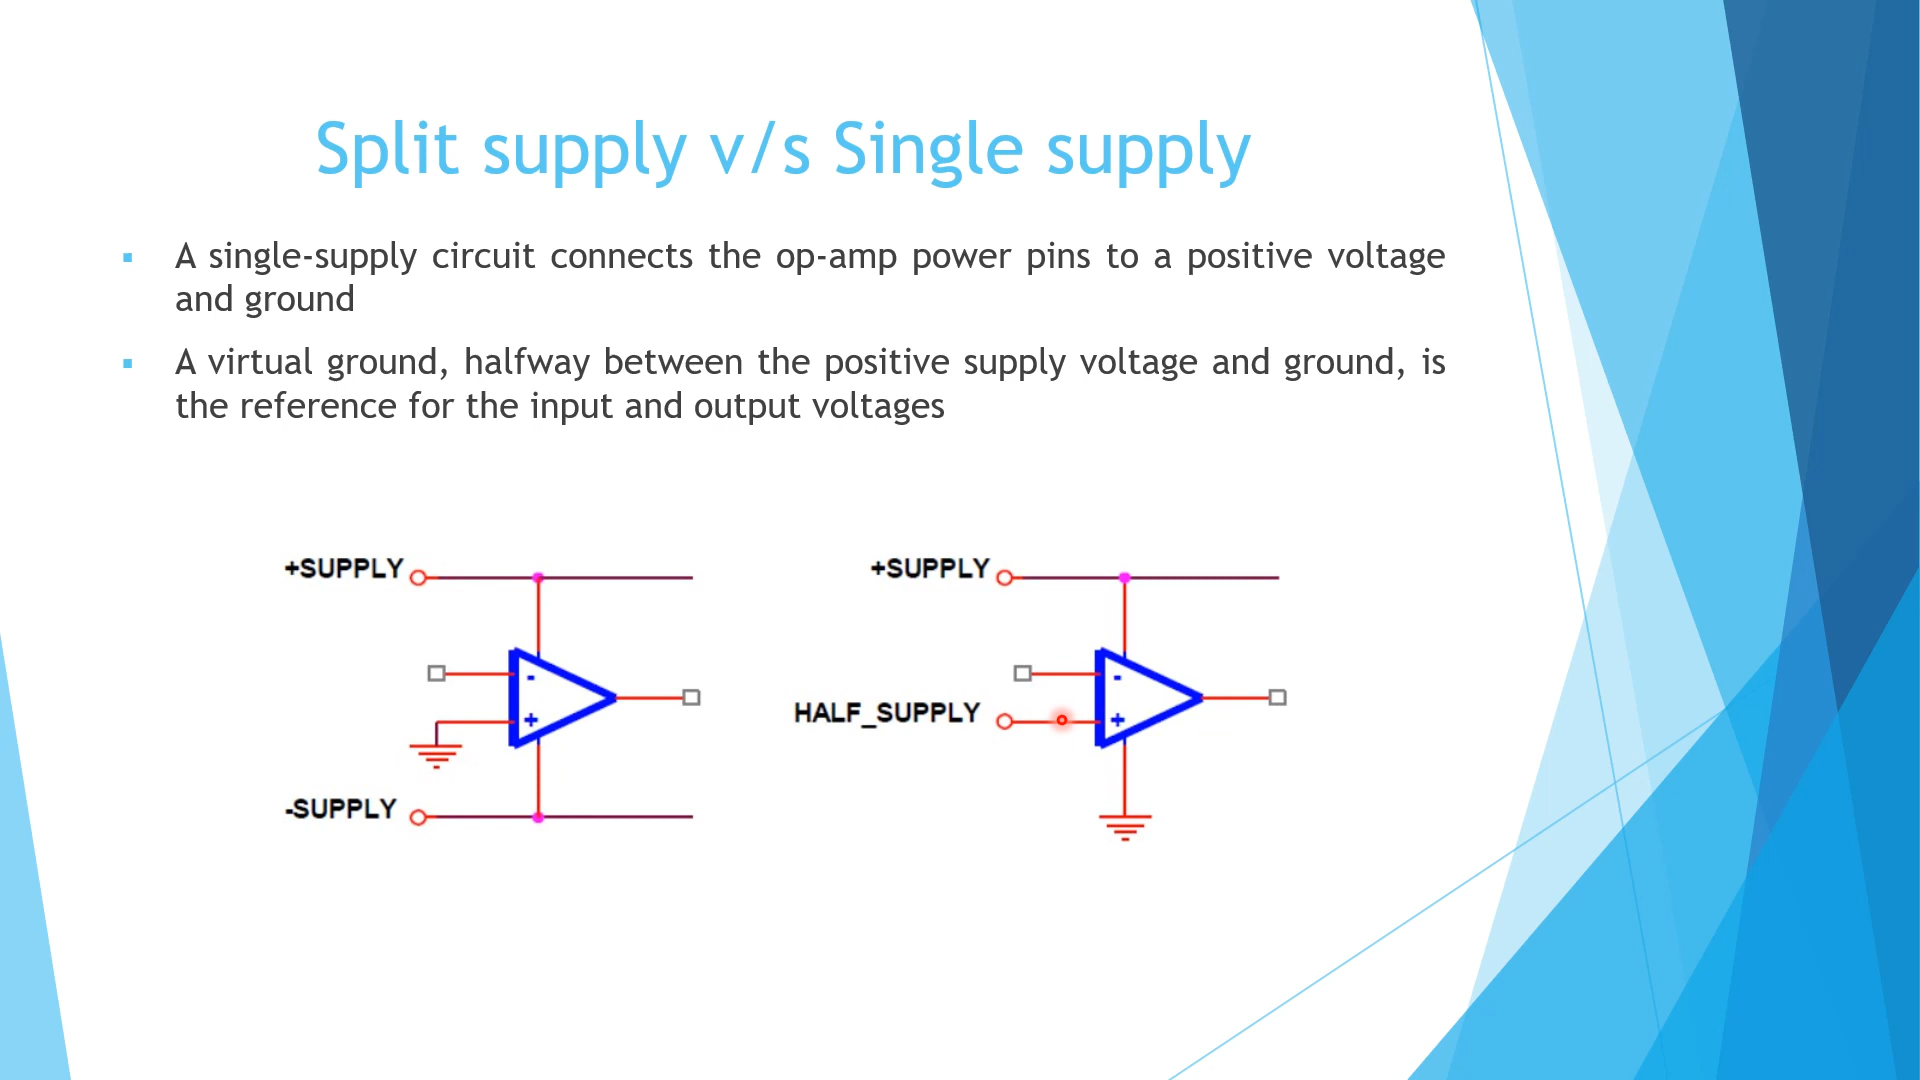 Split supply v/s Single supply
▪ A single-supply circuit connects the op-amp power pins to a positive voltage
and ground
▪ A virtual ground, halfway between the positive supply voltage and ground, is
the reference for the input and output voltages
+SUPPLY
-
+
-SUPPLY
+SUPPLY
-
HALF_SUPPLY
+